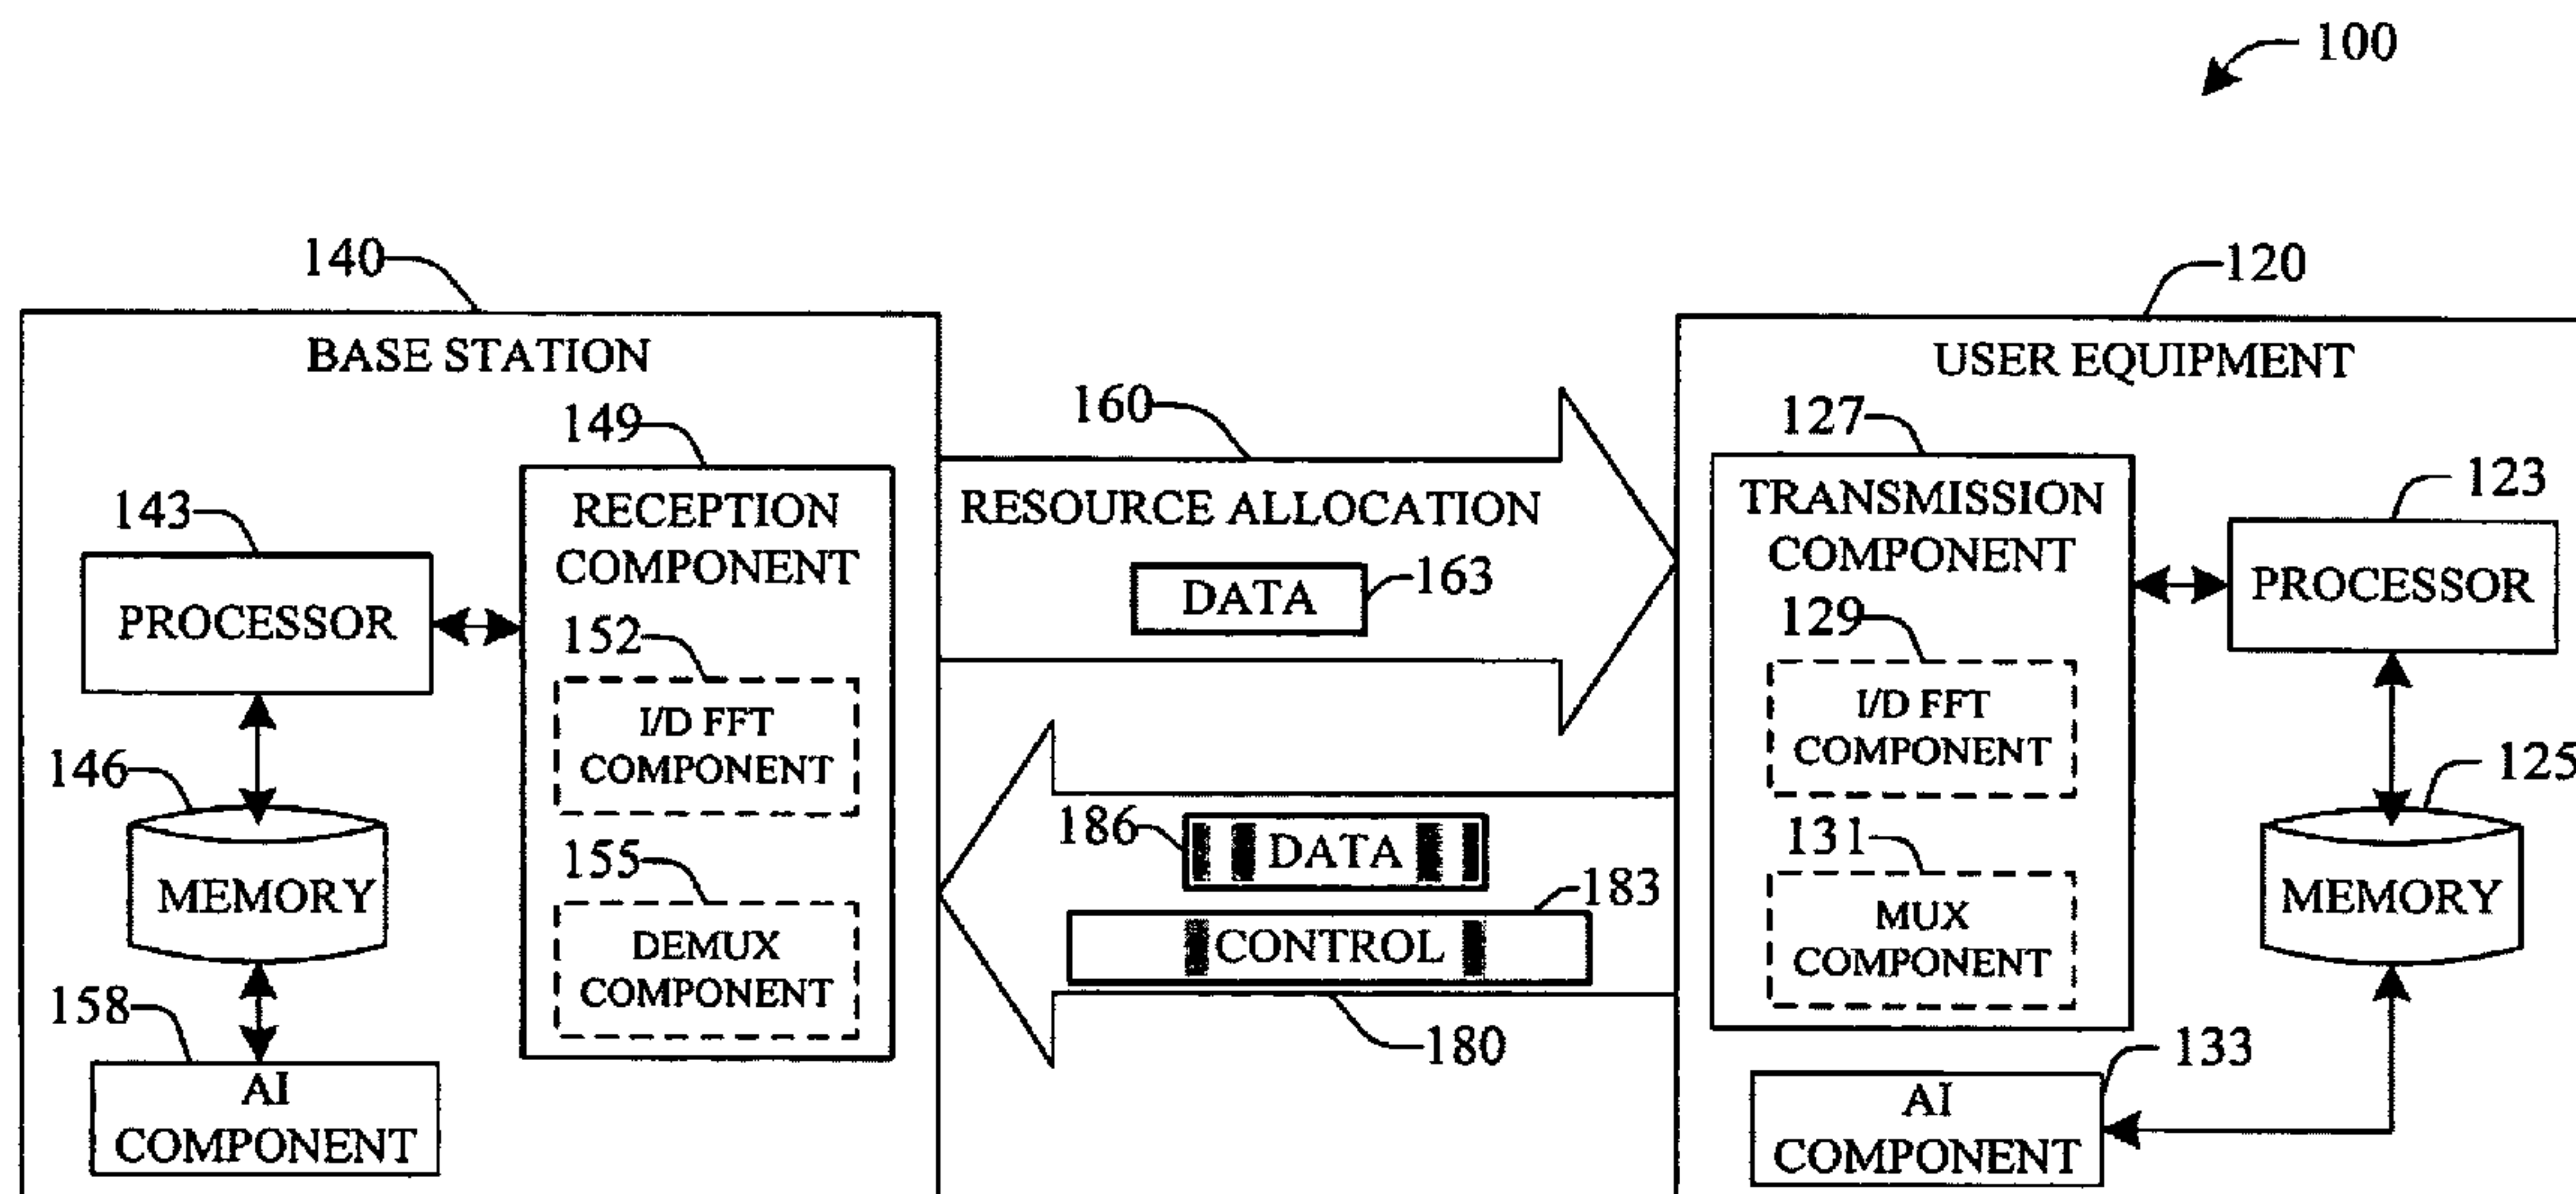 100
140
BASE STATION
149
143
RECEPTION
COMPONENT
PROCESSOR
152
I/D FFT
COMPONENT
146
MEMORY
155
DEMUX
COMPONENT
158
AI
COMPONENT
160
RESOURCE ALLOCATION
DATA
163
186
DATA
183
CONTROL
180
120
USER EQUIPMENT
127
TRANSMISSION
COMPONENT
123
PROCESSOR
129
I/D FFT
COMPONENT
125
131
MUX
COMPONENT
MEMORY
133
AI
COMPONENT